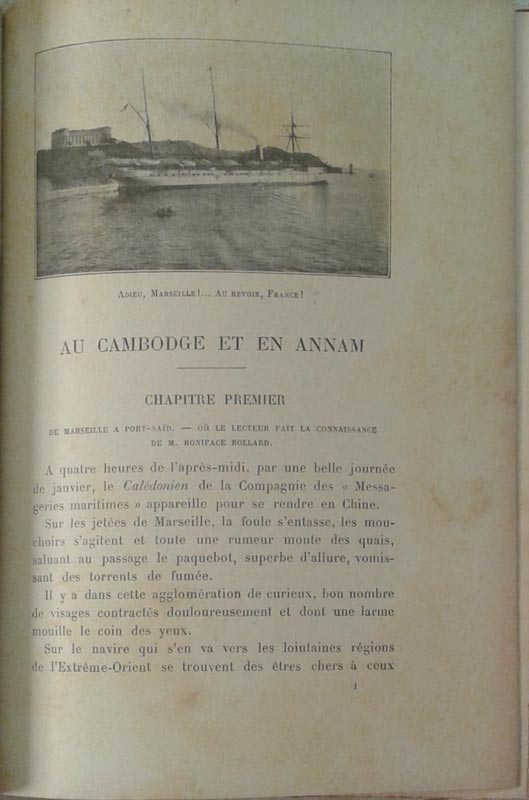 Adieu, Marseille!... Au revoir, France!
AU CAMBODGE ET EN ANNAM
CHAPITRE PREMIER
DE MARSEILLE A PORT-SAÏD. — OÙ LE LECTEUR FAIT LA CONNAISSANCE
DE M. BONIFACE BOLLARD.
A quatre heures de l'après-midi, par une belle journée
de janvier, le Calédonien de la Compagnie des « Messa-
geries maritimes » appareille pour se rendre en Chine.
Sur les jetées de Marseille, la foule s'entasse, les mou-
choirs s'agitent et toute une rumeur monte des quais,
saluant au passage le paquebot, superbe d'allure, vomis-
sant des torrents de fumée.
Il y a dans cette agglomération de curieux, bon nombre
de visages contractés douloureusement et dont une larme
mouille le coin des yeux.
Sur le navire qui s'en va vers les lointaines régions
de l'Extrême-Orient se trouvent des êtres chers à ceux
1